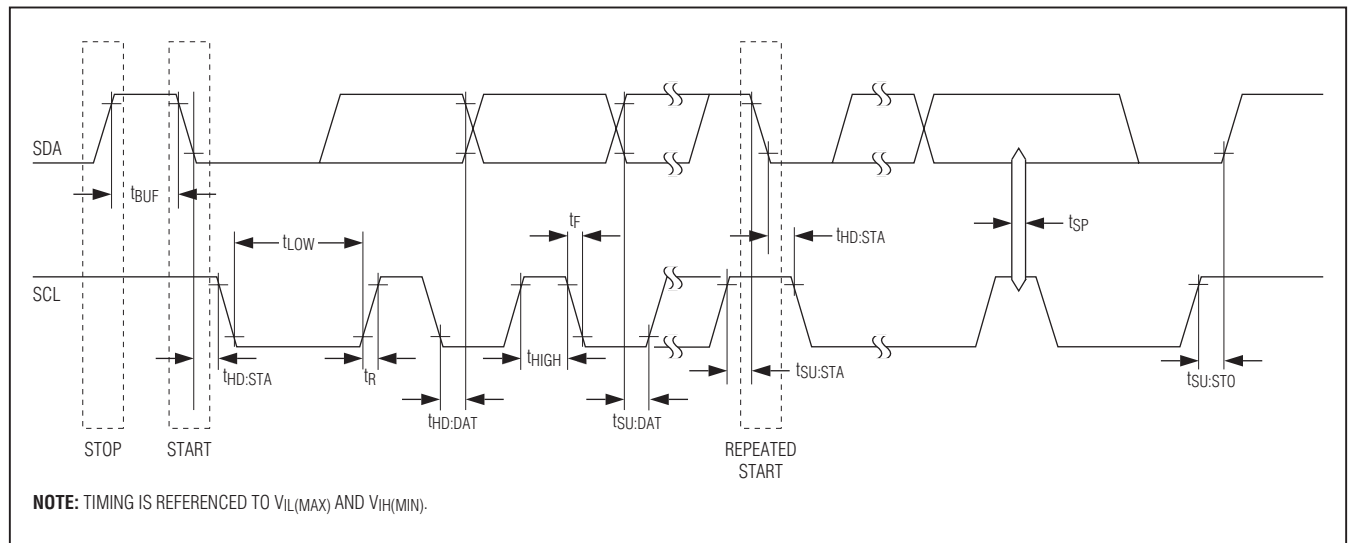 SDA
tBUF
tLOW
tF
tHD:STA
tSP
SCL
tHD:STA
tR
tHIGH
tHD:DAT
tSU:DAT
tSU:STA
tSU:STO
STOP
START
REPEATED
START
NOTE: TIMING IS REFERENCED TO VIL(MAX) AND VIH(MIN).